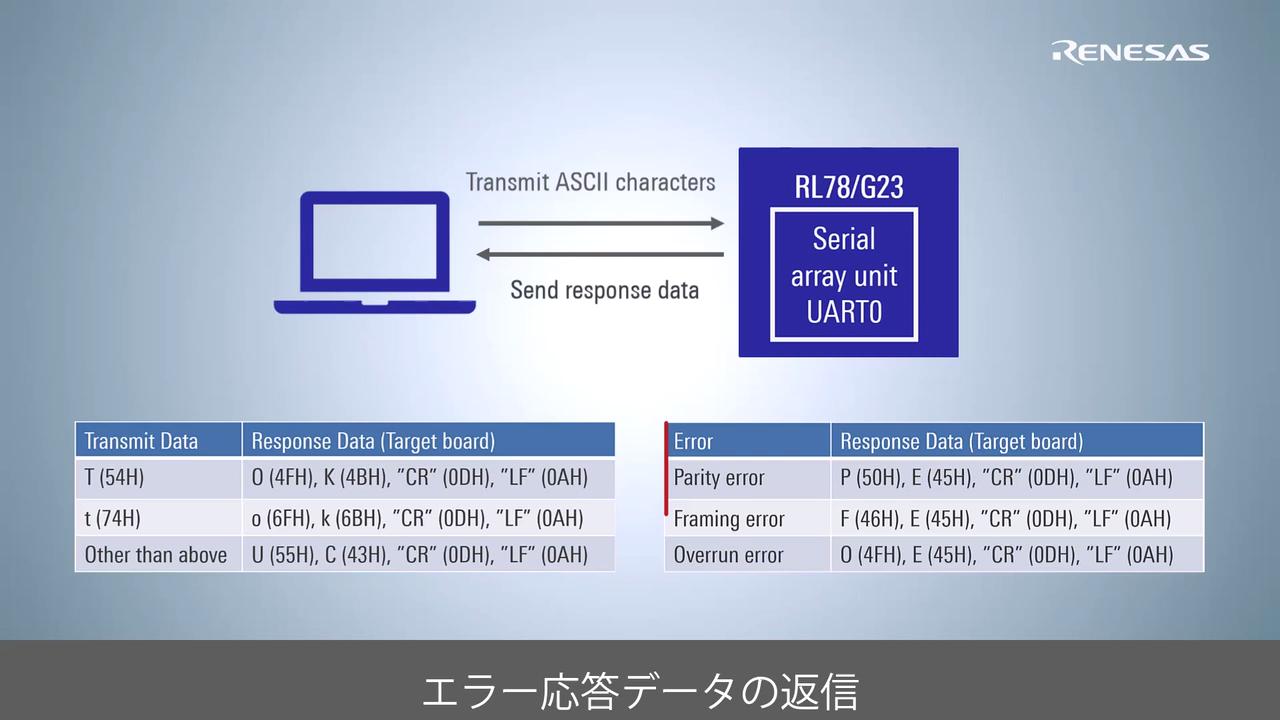 RENESAS
Transmit ASCII characters
Send response data
RL78/G23
Serial
array unit
UART0
Transmit Data Response Data (Target board)
T (54H) O (4FH), K (4BH), ”CR” (0DH), ”LF” (0AH)
t (74H) o (6FH), k (6BH), ”CR” (0DH), ”LF” (0AH)
Other than above U (55H), C (43H), ”CR” (0DH), ”LF” (0AH)
Error Response Data (Target board)
Parity error P (50H), E (45H), ”CR” (0DH), ”LF” (0AH)
Framing error F (46H), E (45H), ”CR” (0DH), ”LF” (0AH)
Overrun error O (4FH), E (45H), ”CR” (0DH), ”LF” (0AH)
エラー応答データの返信